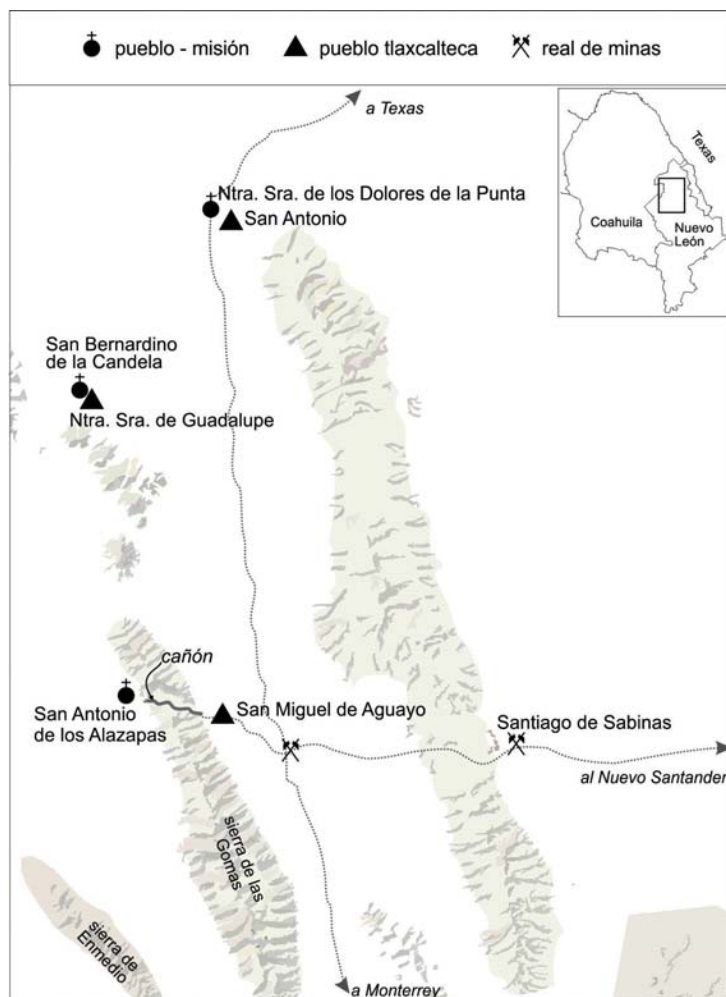 pueblo - misión
pueblo tlaxcalteca
real de minas
a Texas
Texas
Coahuila
Nuevo
León
Ntra. Sra. de los Dolores de la Punta
San Antonio
San Bernardino
de la Candela
Ntra. Sra. de Guadalupe
cañón
San Antonio
de los Alazapas
San Miguel de Aguayo
Santiago de Sabinas
al Nuevo Santander
sierra de las
Gomas
sierra de
Enmedio
a Monterrey